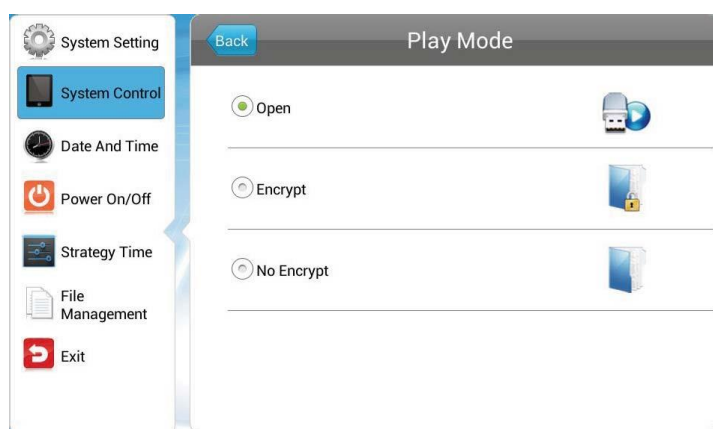 System Setting
System Control
Date And Time
Power On/Off
Strategy Time
File
Management
Exit
Back
Play Mode
Open
Encrypt
No Encrypt